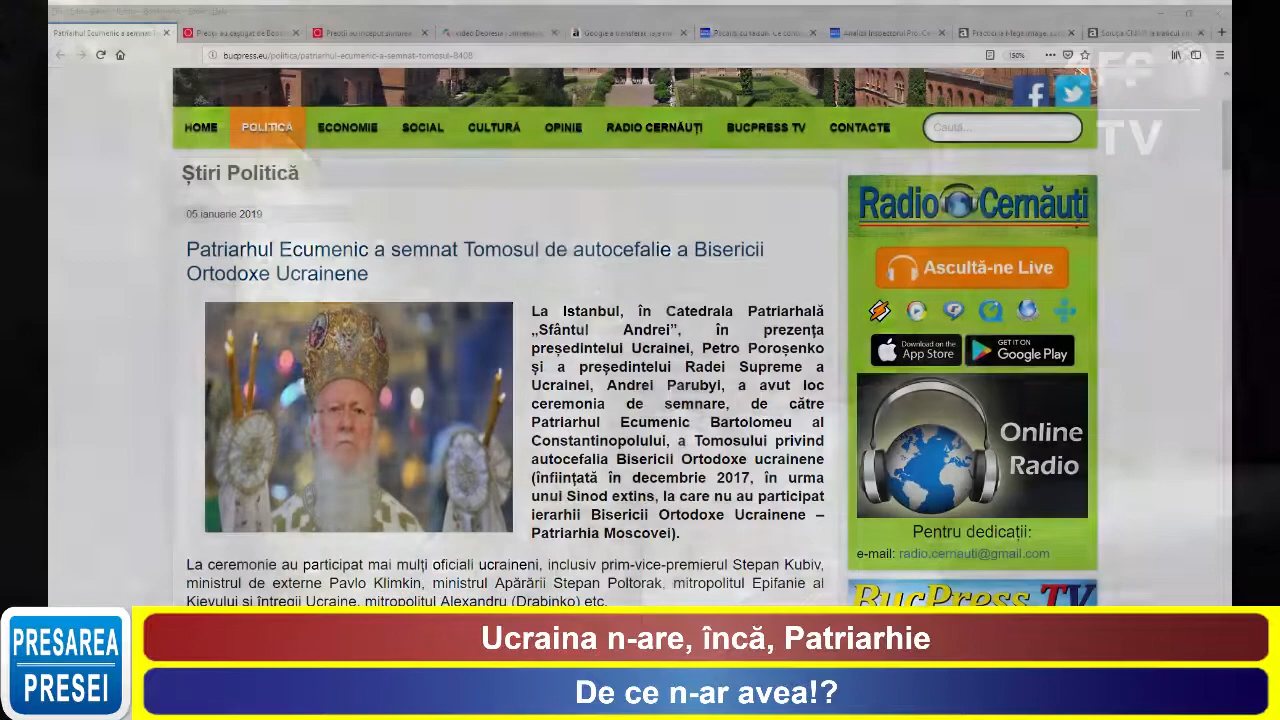 Patriarhul Ecumenic a semnat
bucpress.eu/politica/patriarhul-ecumenic-a-semnat-tomosul-8408
150%
TV
HOME POLITICĂ ECONOMIE SOCIAL CULTURĂ OPINIE RADIO CERNĂUȚI BUCPRESS TV CONTACTE Caută...
Știri Politică
05 ianuarie 2019
Patriarhul Ecumenic a semnat Tomosul de autocefalie a Bisericii
Ortodoxe Ucrainene
La Istanbul, în Catedrala Patriarhală
„Sfântul Andrei”, în prezența
președintelui Ucrainei, Petro Poroșenko
și a președintelui Radei Supreme a
Ucrainei, Andrei Parubyi, a avut loc
ceremonia de semnare, de către
Patriarhul Ecumenic Bartolomeu al
Constantinopolului, a Tomosului privind
autocefalia Bisericii Ortodoxe ucrainene
(înființată în decembrie 2017, în urma
unui Sinod extins, la care nu au participat
ierarhii Bisericii Ortodoxe Ucrainene –
Patriarhia Moscovei).
La ceremonie au participat mai mulți oficiali ucraineni, inclusiv prim-vice-premierul Stepan Kubiv,
ministrul de externe Pavlo Klimkin, ministrul Apărării Stepan Poltorak, mitropolitul Epifanie al
Kievului și întregii Ucraine, mitropolitul Alexandru (Drabinko) etc.
Radio Cernăuți
Ascultă-ne Live
Download on the
App Store
GET IT ON
Google Play
Online
Radio
Pentru dedicații:
e-mail: radio.cernauti@gmail.com
BucPress TV
PRESAREA
PRESEI
Ucraina n-are, încă, Patriarhie
De ce n-ar avea!?